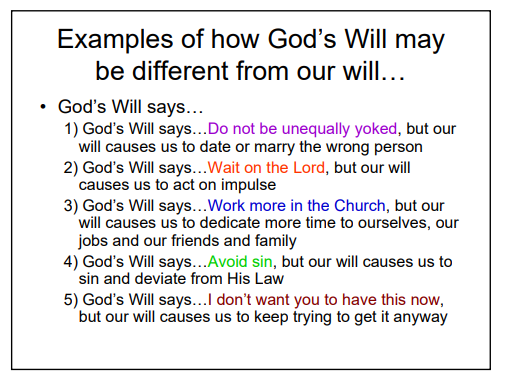 Examples of how God's Will may
be different from our will…
• God's Will says…
1) God's Will says…Do not be unequally yoked, but our
will causes us to date or marry the wrong person
2) God's Will says…Wait on the Lord, but our will
causes us to act on impulse
3) God's Will says…Work more in the Church, but our
will causes us to dedicate more time to ourselves, our
jobs and our friends and family
4) God's Will says…Avoid sin, but our will causes us to
sin and deviate from His Law
5) God's Will says…I don't want you to have this now,
but our will causes us to keep trying to get it anyway